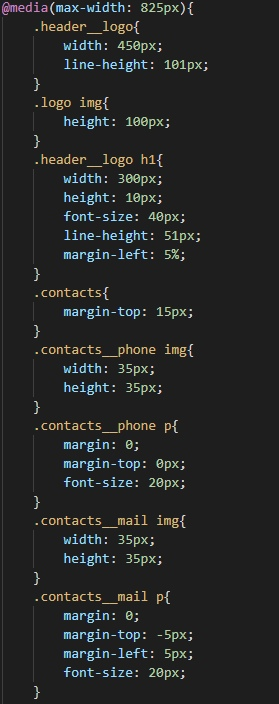 @media(max-width: 825px){
    .header__logo{
        width: 450px;
        line-height: 101px;
    }
    .logo img{
        height: 100px;
    }
    .header__logo h1{
        width: 300px;
        height: 10px;
        font-size: 40px;
        line-height: 51px;
        margin-left: 5%;
    }
    .contacts{
        margin-top: 15px;
    }
    .contacts__phone img{
        width: 35px;
        height: 35px;
    }
    .contacts__phone p{
        margin: 0;
        margin-top: 0px;
        font-size: 20px;
    }
    .contacts__mail img{
        width: 35px;
        height: 35px;
    }
    .contacts__mail p{
        margin: 0;
        margin-top: -5px;
        margin-left: 5px;
        font-size: 20px;
    }